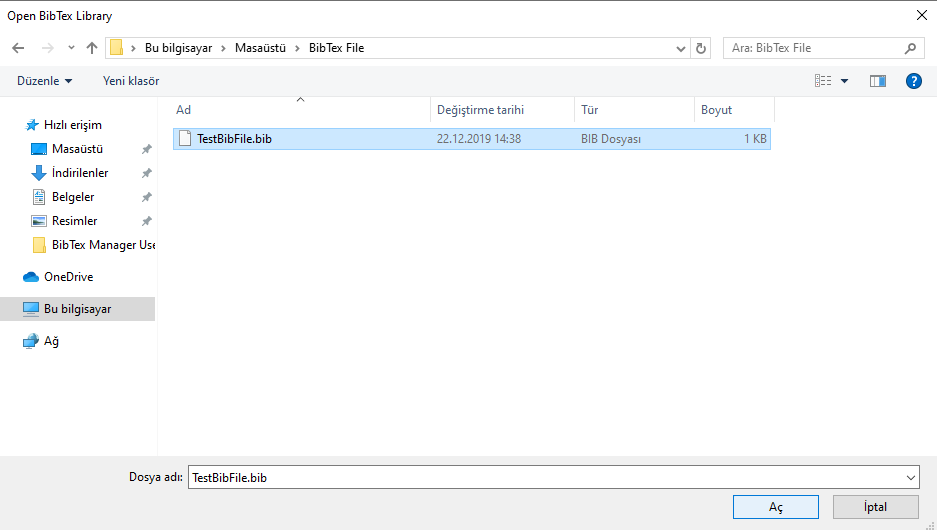 Open BibTex Library
Bu bilgisayar Masaüstü BibTex File Ara: BibTex File
Düzenle Yeni klasör
Ad Değiştirme tarihi Tür Boyut
Hızlı erişim
TestBibFile.bib 22.12.2019 14:38 BIB Dosyası 1 KB
Masaüstü
İndirilenler
Belgeler
Resimler
BibTex Manager Use
OneDrive
Bu bilgisayar
Ağ
Dosya adı: TestBibFile.bib
Aç İptal